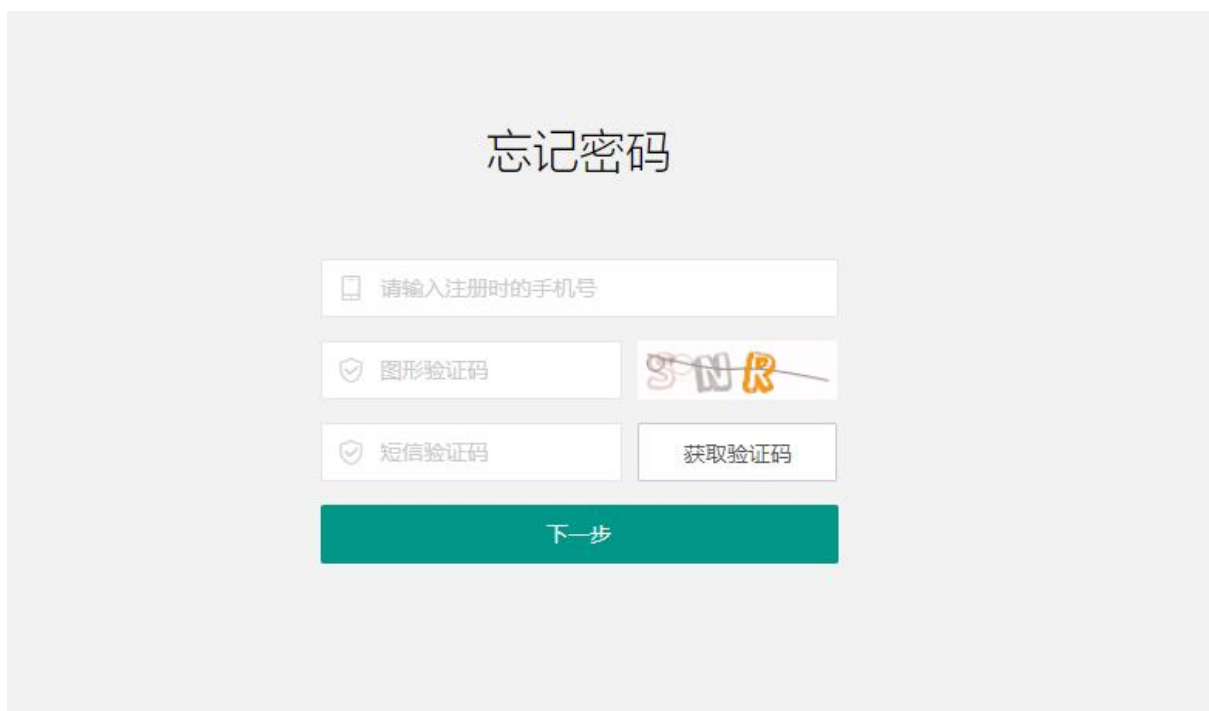 忘记密码
请输入注册时的手机号
图形验证码
短信验证码 获取验证码
下一步